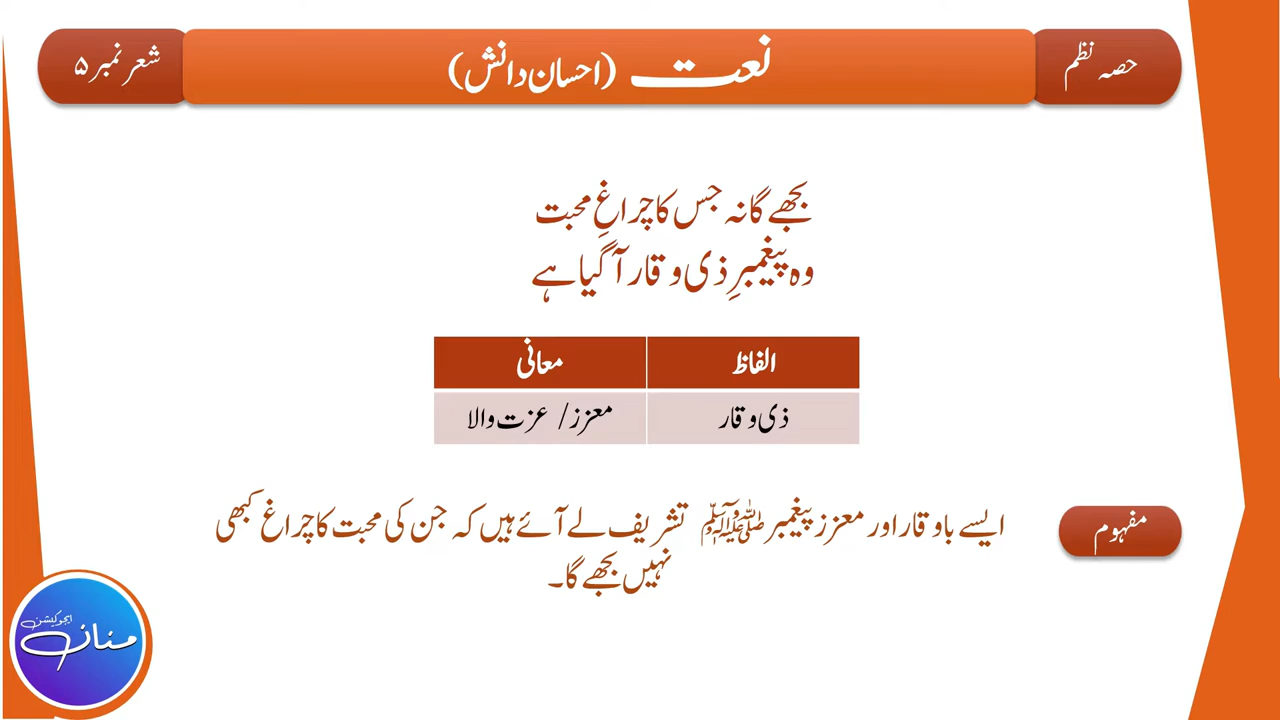 حصہ نظم
نعت (احسان دانش)
شعر نمبر ۵
بجھے گا نہ جس کا چراغِ محبت
وہ پیغمبرِ ذی وقار آ گیا ہے
الفاظ معانی
ذی وقار معزز/ عزت والا
مفہوم
ایسے باوقار اور معزز پیغمبر ﷺ تشریف لے آئے ہیں کہ جن کی محبت کا چراغ کبھی
نہیں بجھے گا۔
ایجوکیشن
منان